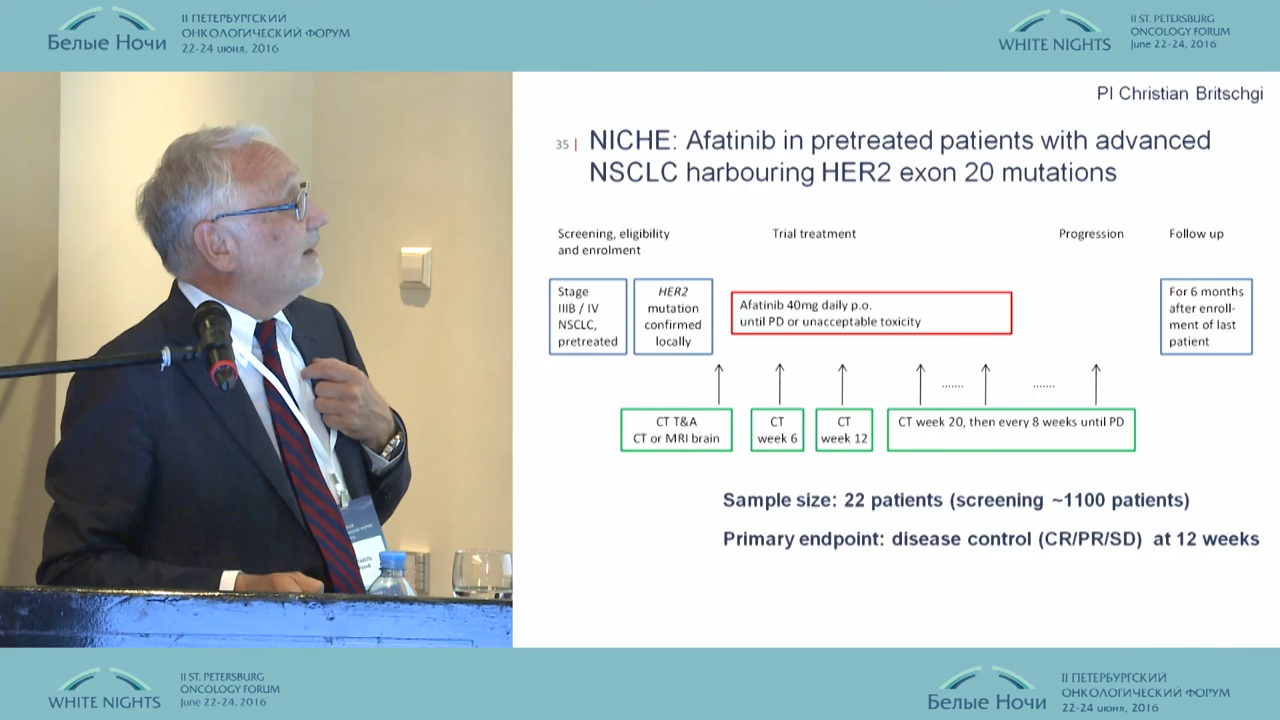 Белые Ночи
II ПЕТЕРБУРГСКИЙ
ОНКОЛОГИЧЕСКИЙ ФОРУМ
22-24 июня, 2016
WHITE NIGHTS
II ST. PETERSBURG
ONCOLOGY FORUM
June 22-24, 2016
PI Christian Britschgi
35 | NICHE: Afatinib in pretreated patients with advanced
NSCLC harbouring HER2 exon 20 mutations
Screening, eligibility
and enrolment
Trial treatment
Progression
Follow up
Stage
IIIB / IV
NSCLC,
pretreated
HER2
mutation
confirmed
locally
Afatinib 40mg daily p.o.
until PD or unacceptable toxicity
For 6 months
after enroll-
ment of last
patient
........
........
CT T&A
CT or MRI brain
CT
week 6
CT
week 12
CT week 20, then every 8 weeks until PD
Sample size: 22 patients (screening ~1100 patients)
Primary endpoint: disease control (CR/PR/SD) at 12 weeks
WHITE NIGHTS
II ST. PETERSBURG
ONCOLOGY FORUM
June 22-24, 2016
Белые Ночи
II ПЕТЕРБУРГСКИЙ
ОНКОЛОГИЧЕСКИЙ ФОРУМ
22-24 июня, 2016